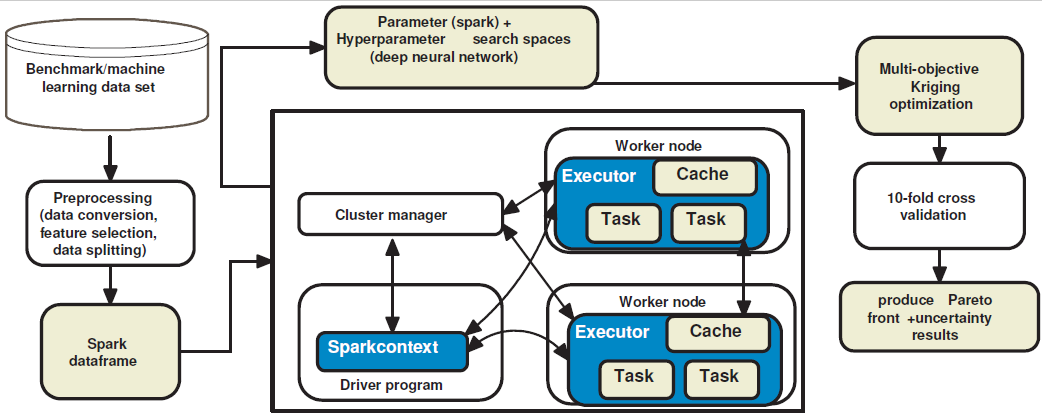 Benchmark/machine
learning data set
Preprocessing
(data conversion,
feature selection,
data splitting)
Spark
dataframe
Parameter (spark) +
Hyperparameter search spaces
(deep neural network)
Cluster manager
Sparkcontext
Driver program
Worker node
Executor
Cache
Task
Task
Worker node
Executor
Cache
Task
Task
Multi-objective
Kriging
optimization
10-fold cross
validation
produce Pareto
front +uncertainty
results